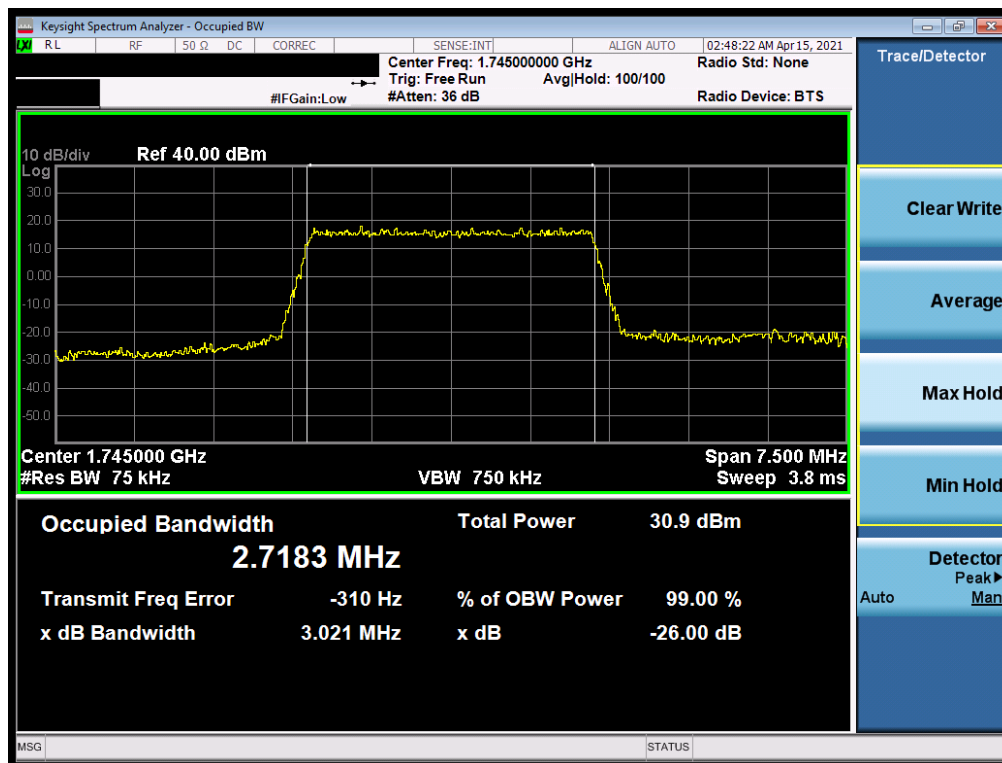 Keysight Spectrum Analyzer - Occupied BW
LXI RL RF 50 Ω DC CORREC SENSE:INT ALIGN AUTO 02:48:22 AM Apr 15, 2021
Center Freq: 1.745000000 GHz Radio Std: None
Trig: Free Run Avg|Hold: 100/100
#IFGain:Low #Atten: 36 dB Radio Device: BTS
Trace/Detector
10 dB/div Ref 40.00 dBm
Log
30.0
20.0
10.0
0.00
-10.0
-20.0
-30.0
-40.0
-50.0
Center 1.745000 GHz Span 7.500 MHz
#Res BW 75 kHz VBW 750 kHz Sweep 3.8 ms
Occupied Bandwidth Total Power 30.9 dBm
2.7183 MHz
Transmit Freq Error -310 Hz % of OBW Power 99.00 %
x dB Bandwidth 3.021 MHz x dB -26.00 dB
Clear Write
Average
Max Hold
Min Hold
Detector
Peak▶
Auto Man
MSG STATUS